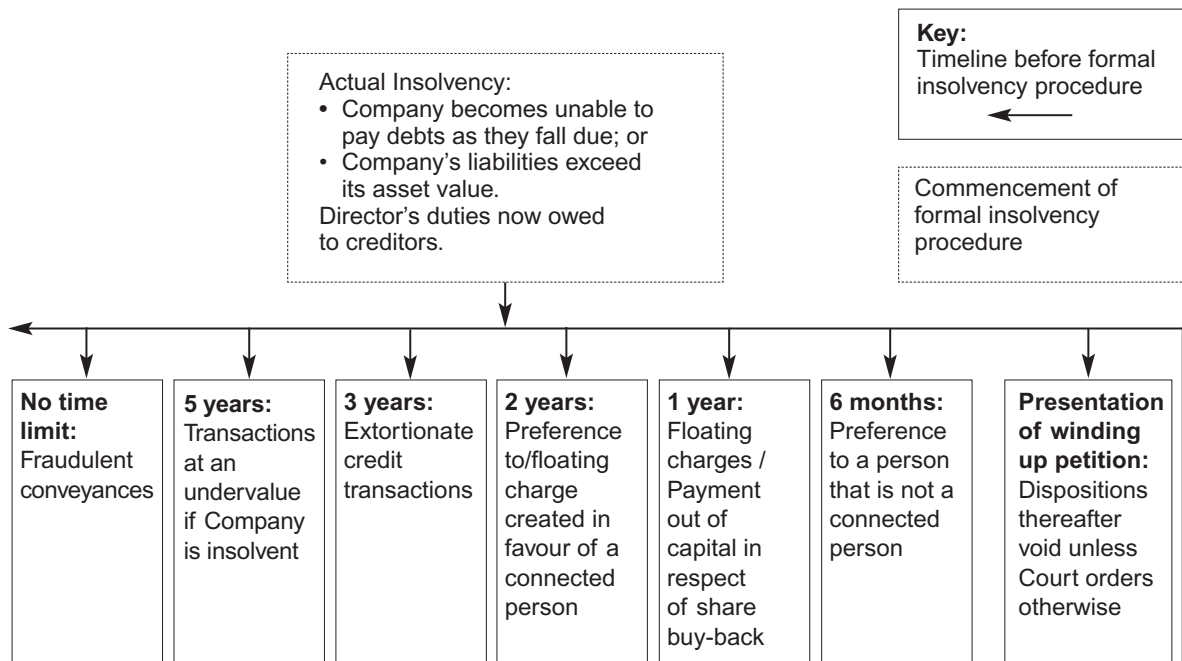 Key:
Timeline before formal
insolvency procedure
Actual Insolvency:
• Company becomes unable to
pay debts as they fall due; or
• Company's liabilities exceed
its asset value.
Director's duties now owed
to creditors.
Commencement of
formal insolvency
procedure
No time
limit:
Fraudulent
conveyances
5 years:
Transactions
at an
undervalue
if Company
is insolvent
3 years:
Extortionate
credit
transactions
2 years:
Preference
to/floating
charge
created in
favour of a
connected
person
1 year:
Floating
charges /
Payment
out of
capital in
respect
of share
buy-back
6 months:
Preference
to a person
that is not a
connected
person
Presentation
of winding
up petition:
Dispositions
thereafter
void unless
Court orders
otherwise